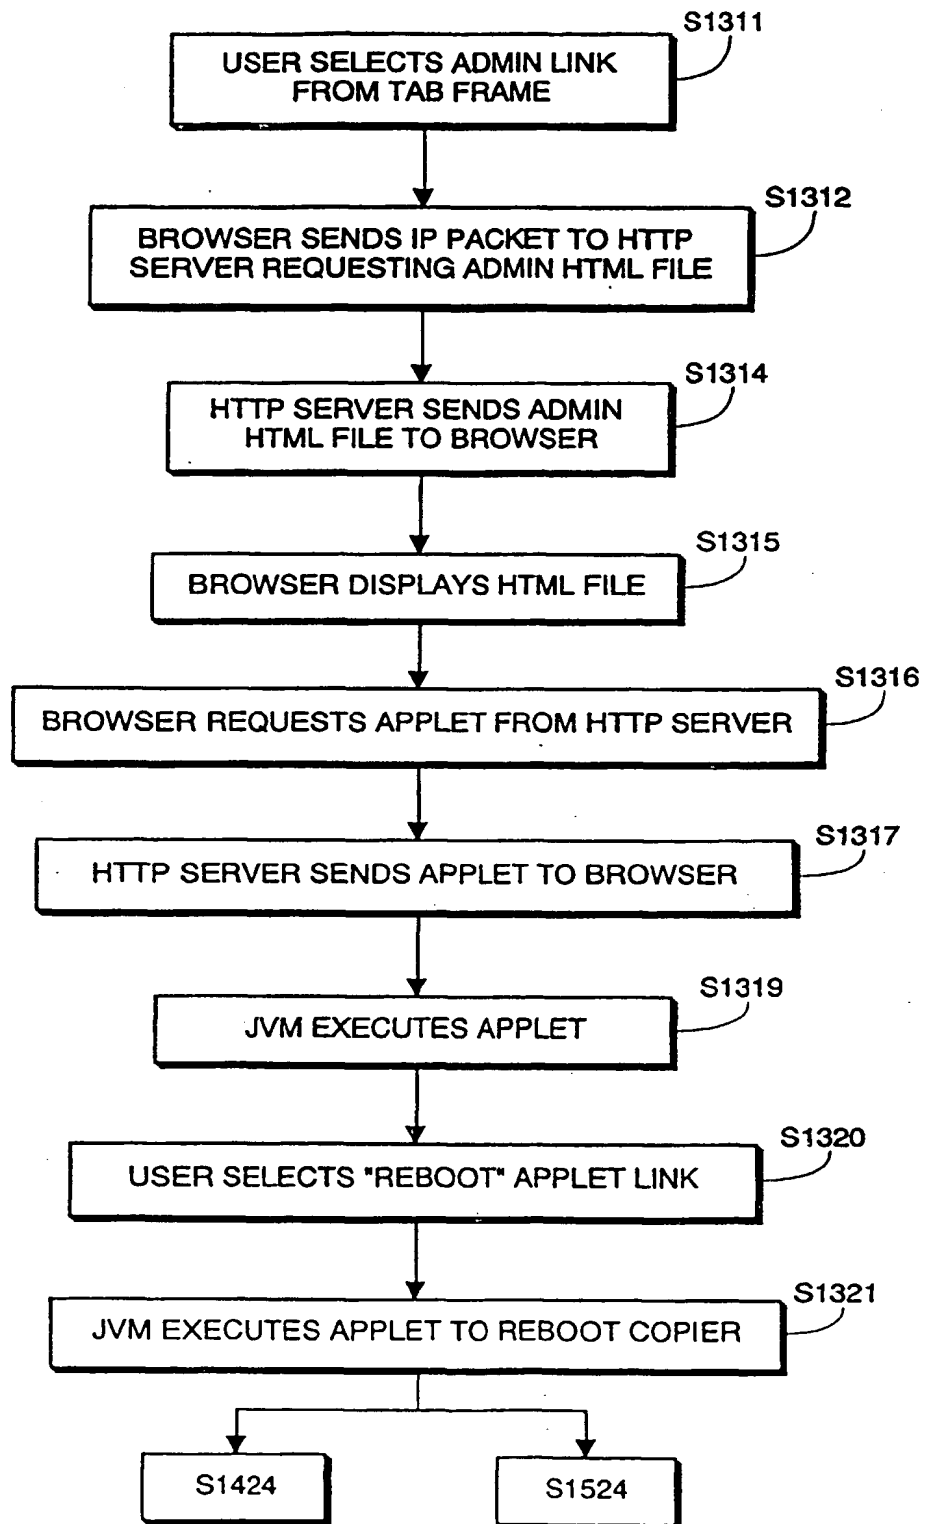 S1311
USER SELECTS ADMIN LINK
FROM TAB FRAME
S1312
BROWSER SENDS IP PACKET TO HTTP
SERVER REQUESTING ADMIN HTML FILE
S1314
HTTP SERVER SENDS ADMIN
HTML FILE TO BROWSER
S1315
BROWSER DISPLAYS HTML FILE
S1316
BROWSER REQUESTS APPLET FROM HTTP SERVER
S1317
HTTP SERVER SENDS APPLET TO BROWSER
S1319
JVM EXECUTES APPLET
S1320
USER SELECTS "REBOOT" APPLET LINK
S1321
JVM EXECUTES APPLET TO REBOOT COPIER
S1424
S1524